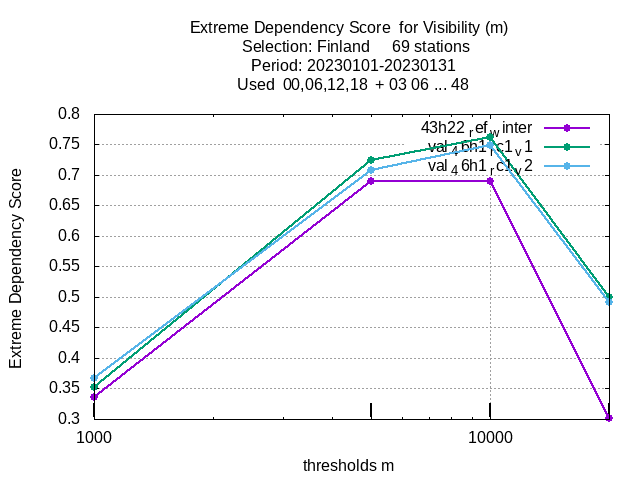 Extreme Dependency Score  for Visibility (m)
Selection: Finland     69 stations
Period: 20230101-20230131
Used  00,06,12,18  + 03 06 ... 48
0.8
0.75
0.7
0.65
0.6
0.55
0.5
0.45
0.4
0.35
0.3
Extreme Dependency Score
43h22_ref_winter
val_46h1_rc1_v1
val_46h1_rc1_v2
1000
10000
thresholds m